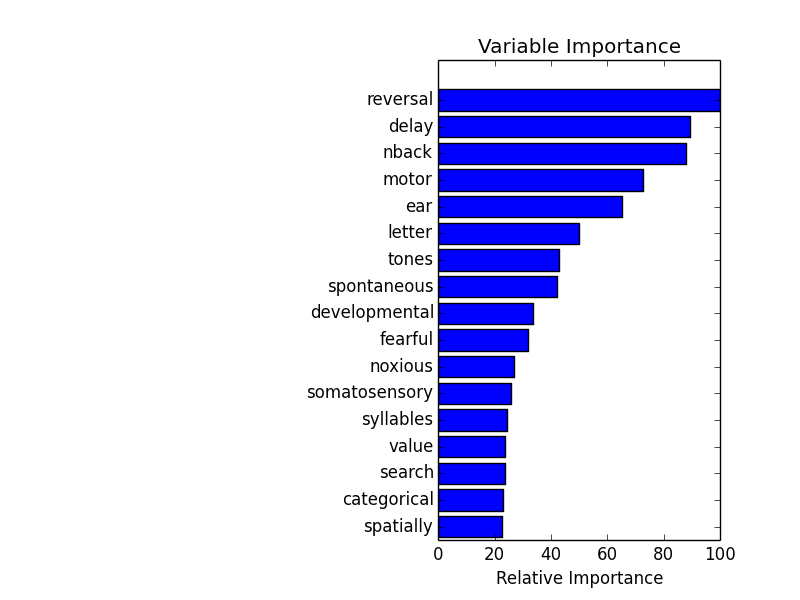 Variable Importance
reversal
delay
nback
motor
ear
letter
tones
spontaneous
developmental
fearful
noxious
somatosensory
syllables
value
search
categorical
spatially
0 20 40 60 80 100
Relative Importance